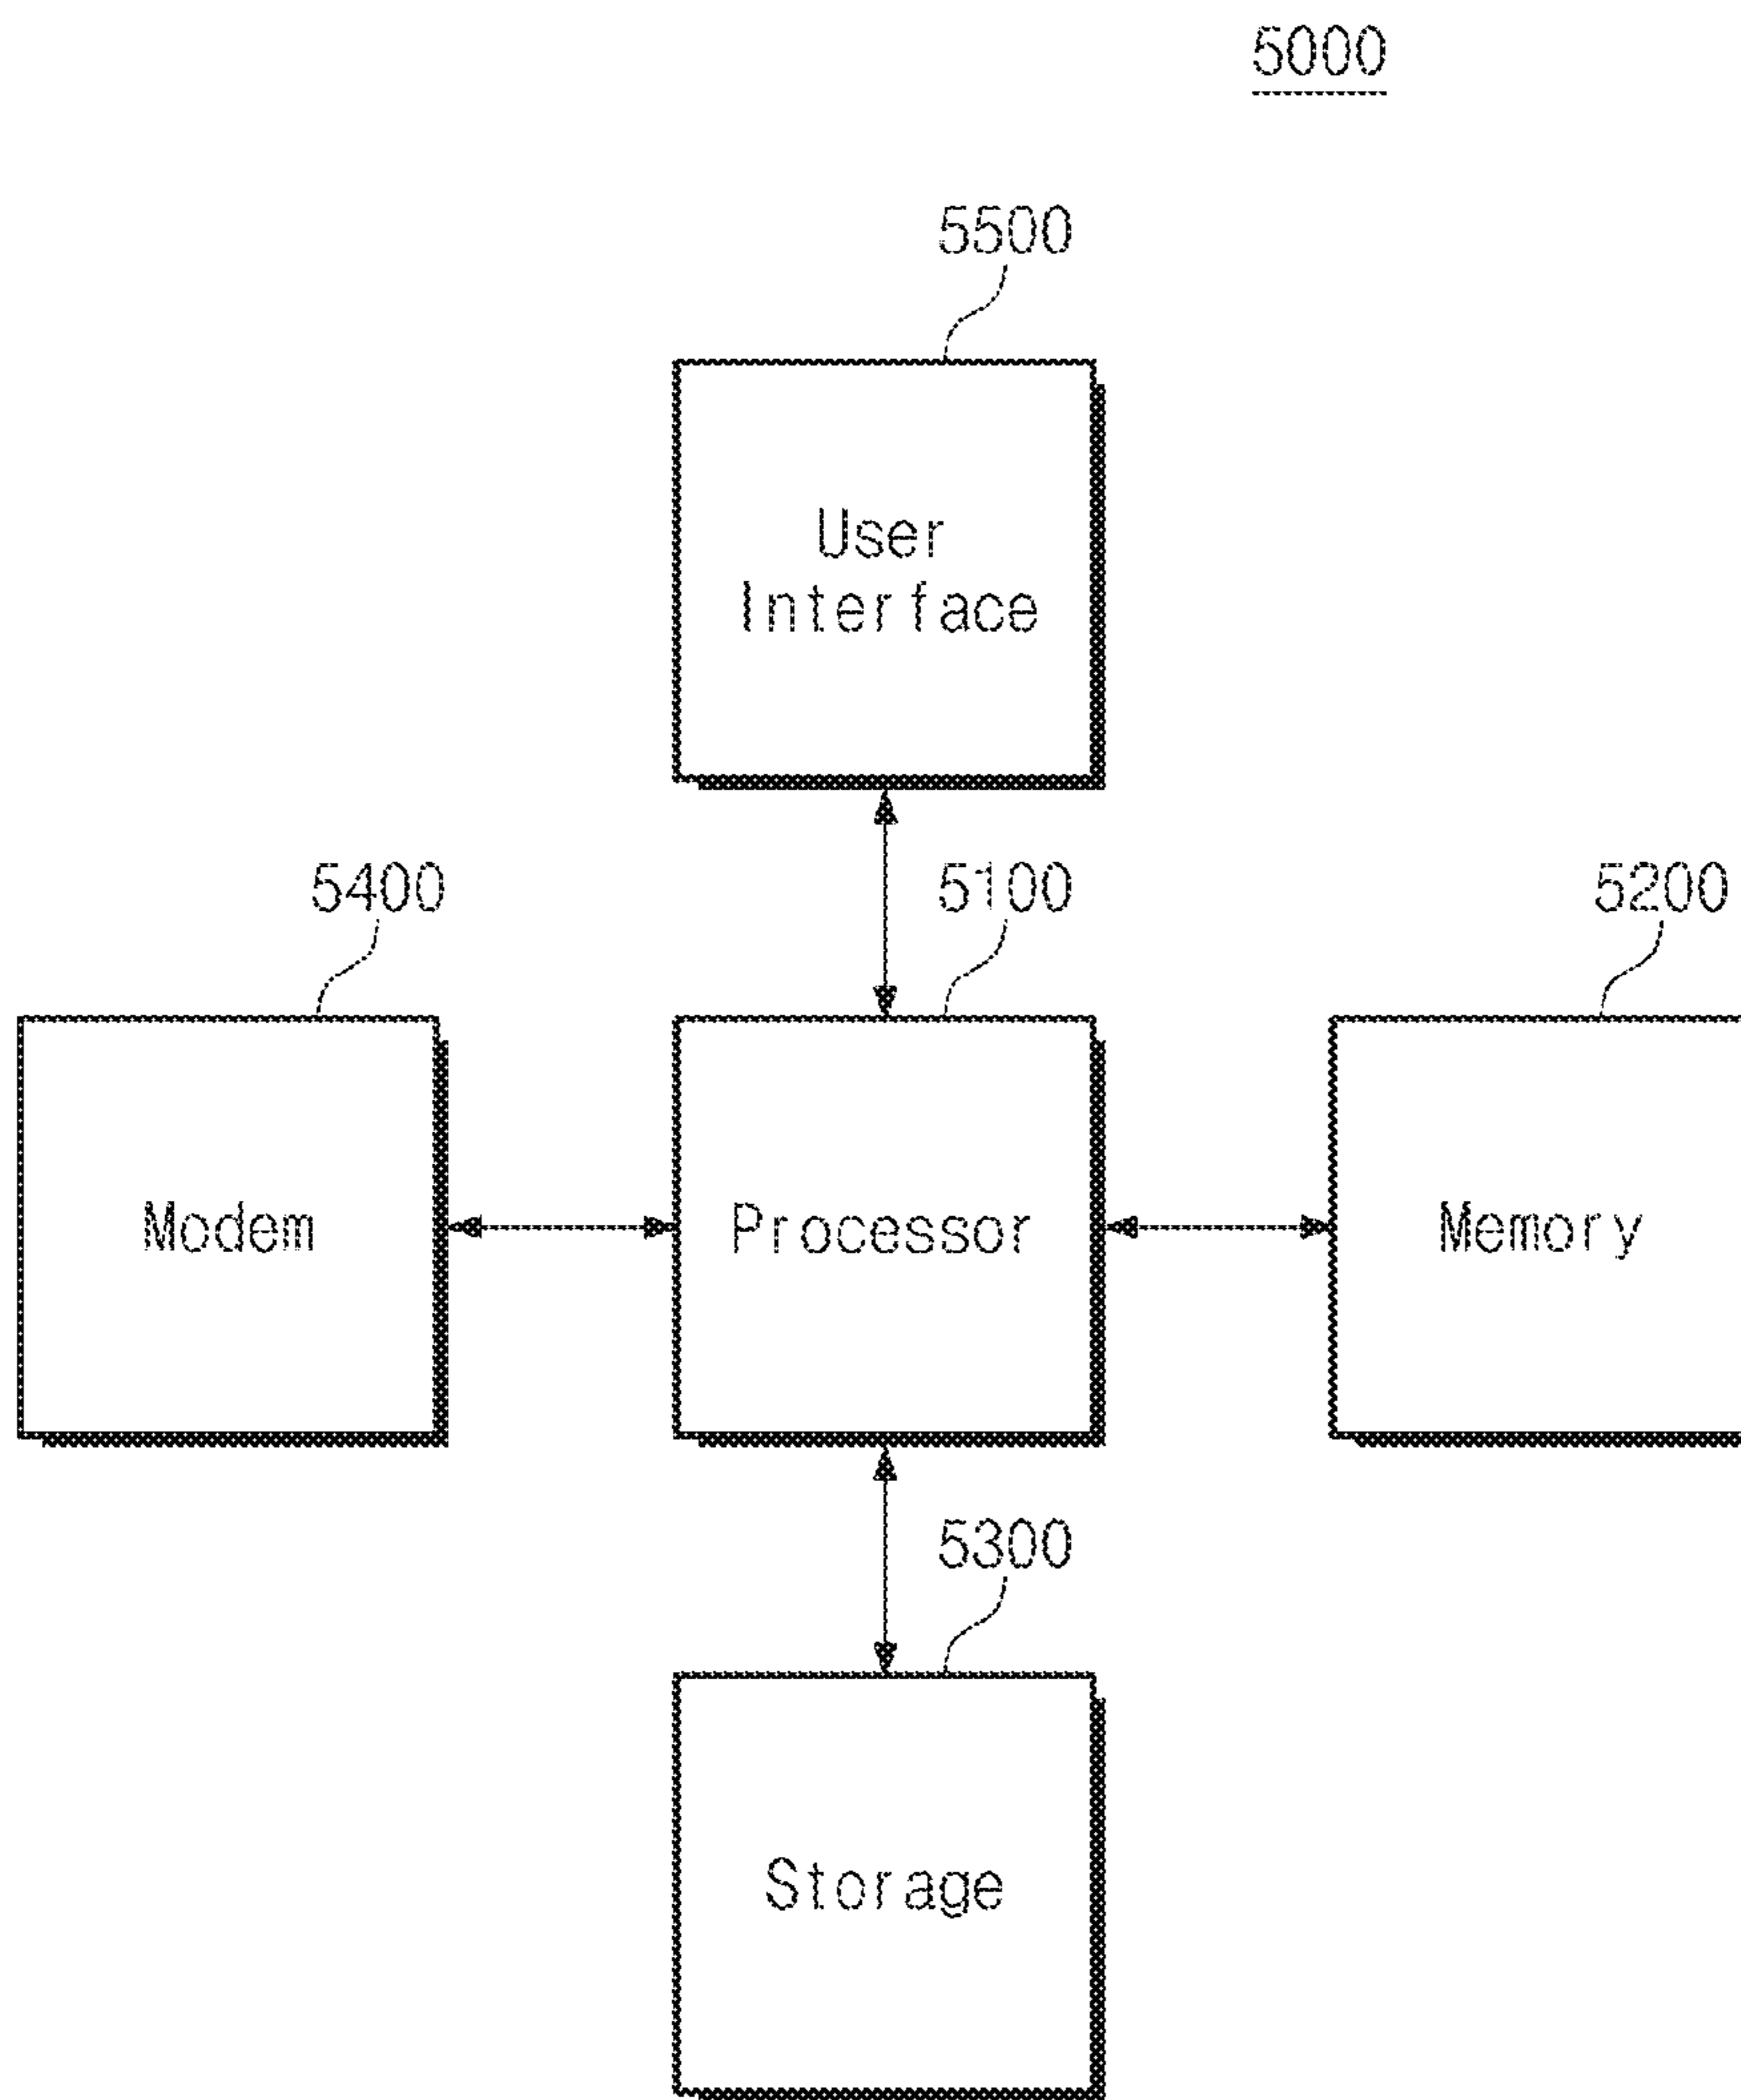 5000
5500
User
Interface
5400
5100
5200
Modem
Processor
Memory
5300
Storage